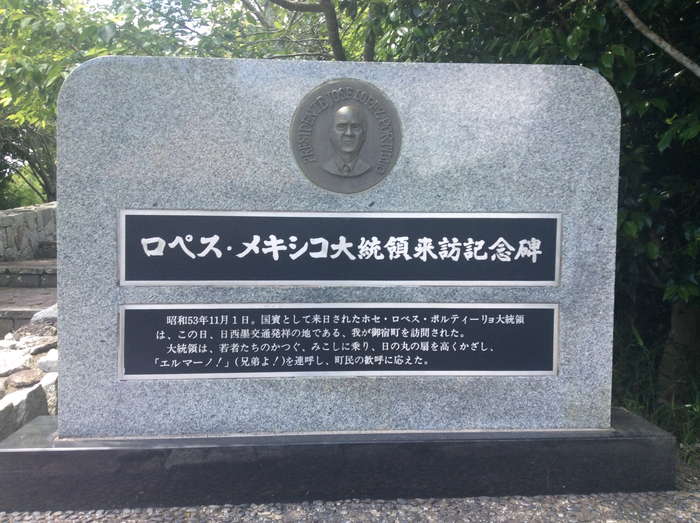 PRESIDENTE JOSE LOPEZ PORTILLO
ロペス・メキシコ大統領来訪記念碑
昭和53年11月1日。国賓として来日されたホセ・ロペス・ポルティーリョ大統領
は、この日、日西墨交通発祥の地である、我が御宿町を訪問された。
大統領は、若者たちのかつぐ、みこしに乗り、日の丸の扇を高くかざし、
「エルマーノ!」(兄弟よ!)を連呼し、町民の歓呼に応えた。